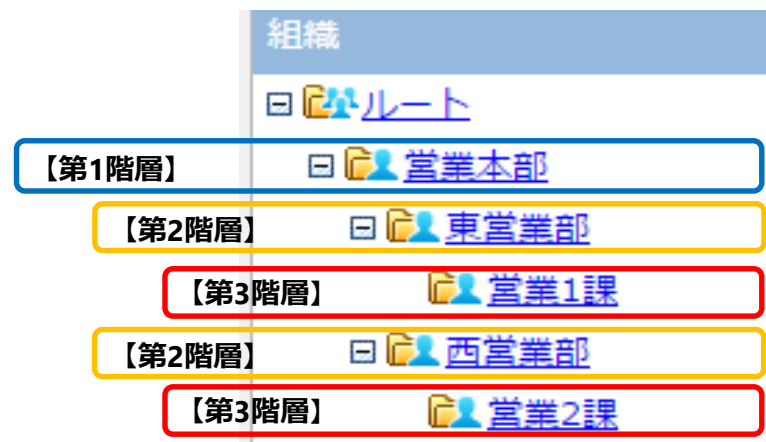 組織
ルート
【第1階層】 営業本部
【第2階層】 東営業部
【第3階層】 営業1課
【第2階層】 西営業部
【第3階層】 営業2課